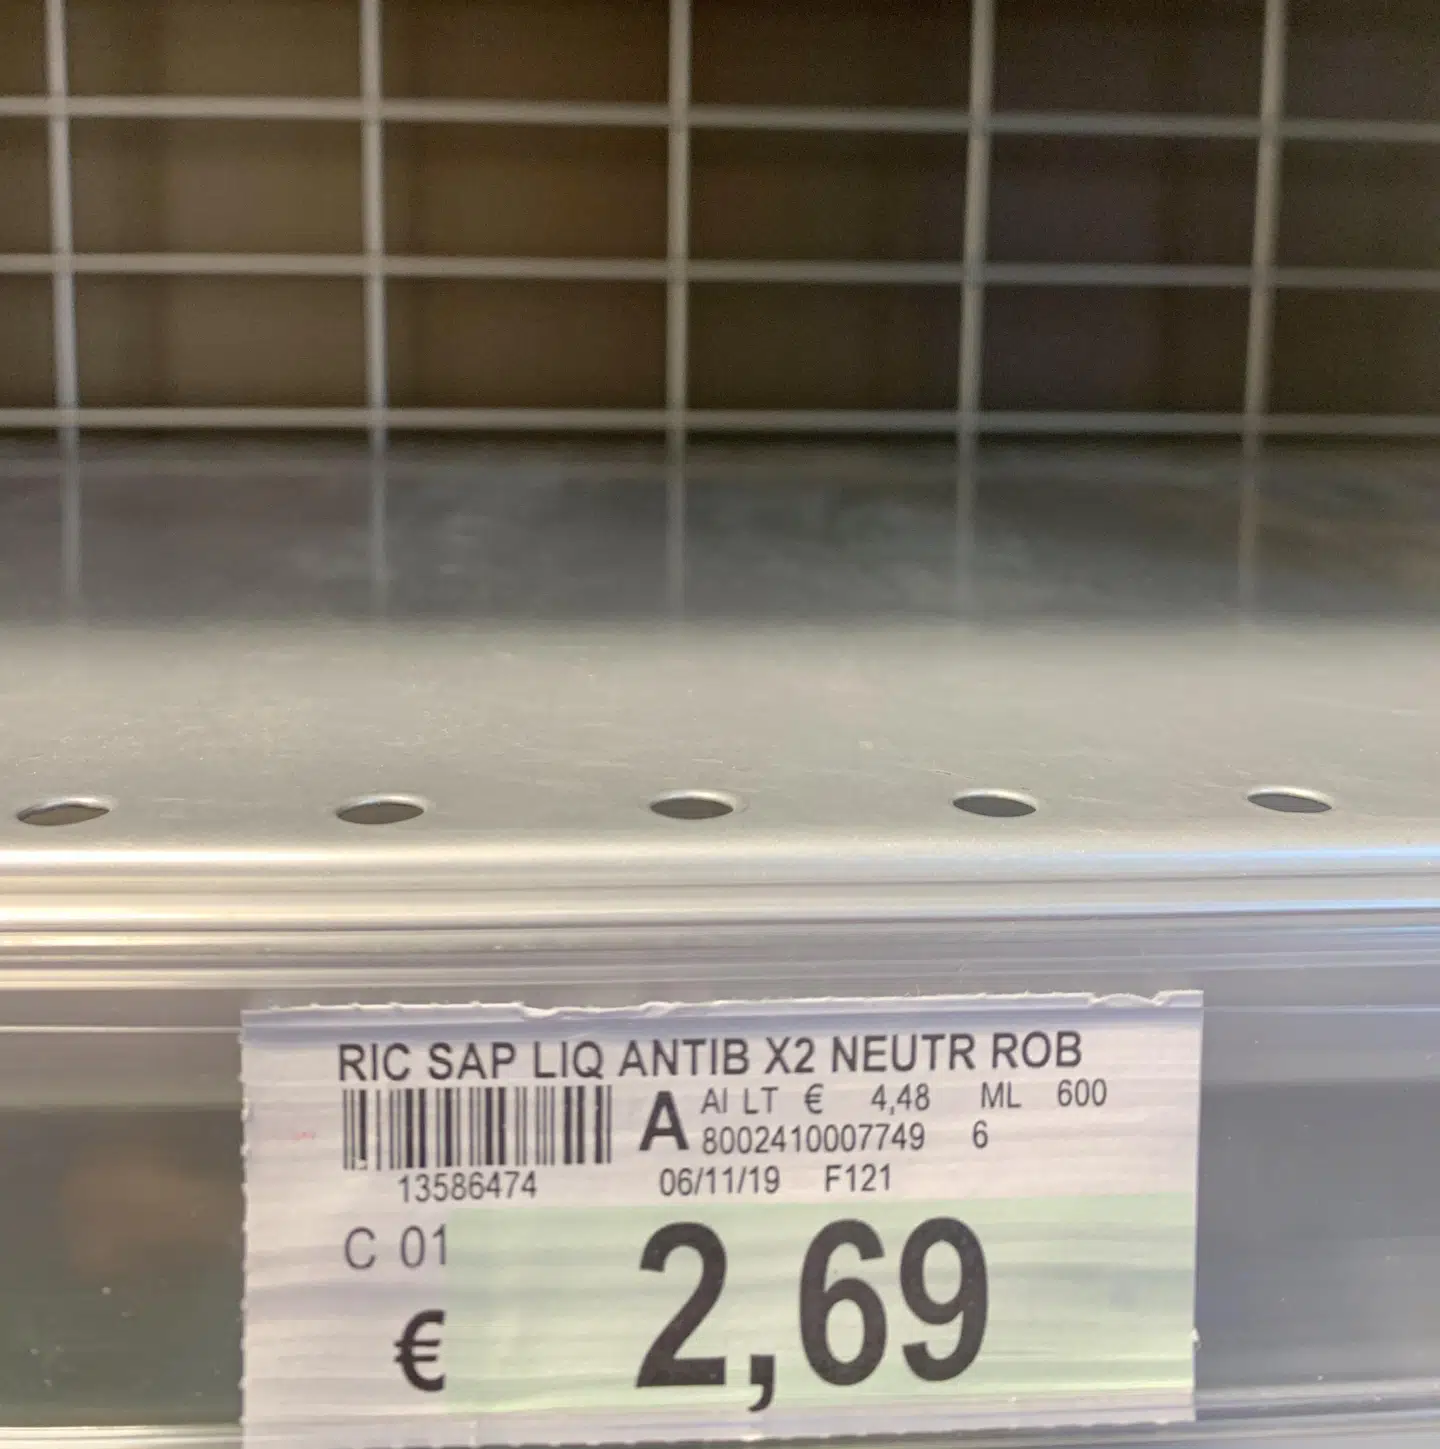 RIC SAP LIQ ANTIB X2 NEUTR ROB
A AI LT € 4,48 ML 600
8002410007749 6
13586474 06/11/19 F121
C 01
€ 2,69